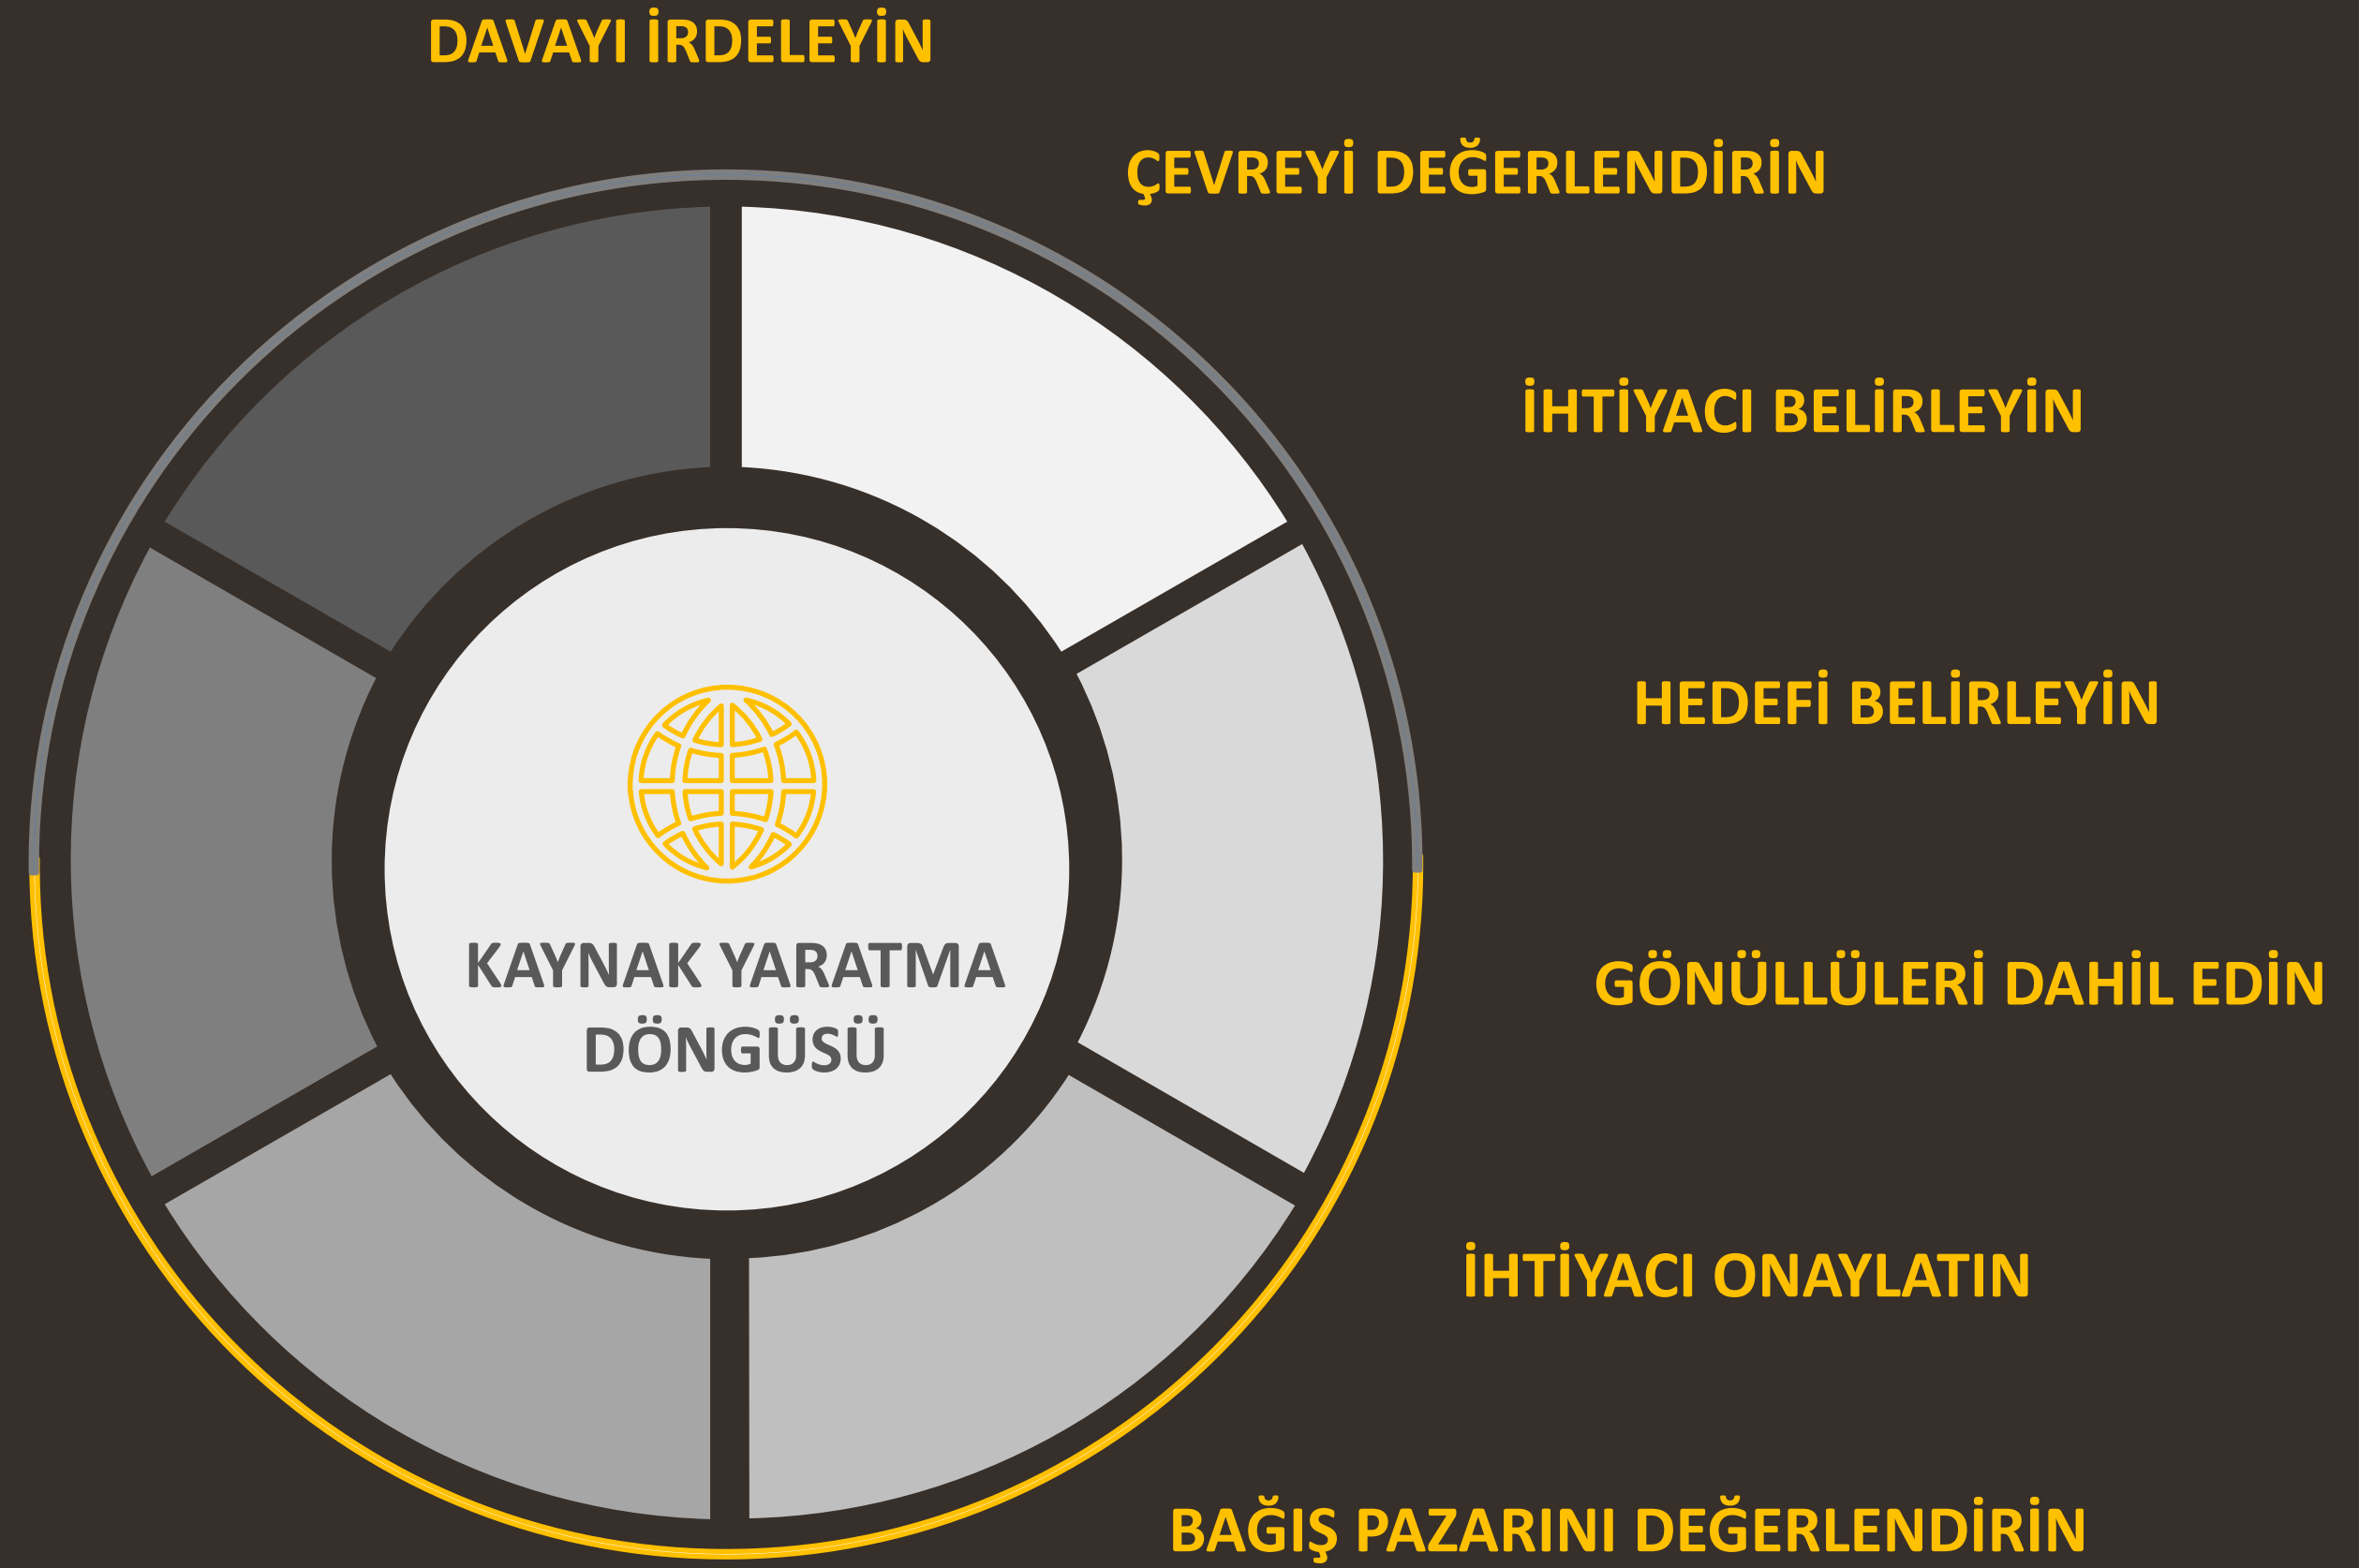 DAVAYI İRDELEYİN
ÇEVREYİ DEĞERLENDİRİN
İHTİYACI BELİRLEYİN
HEDEFİ BELİRLEYİN
GÖNÜLLÜLERİ DAHİL EDİN
İHTİYACI ONAYLATIN
BAĞIŞ PAZARINI DEĞERLENDİRİN
KAYNAK YARATMA
DÖNGÜSÜ